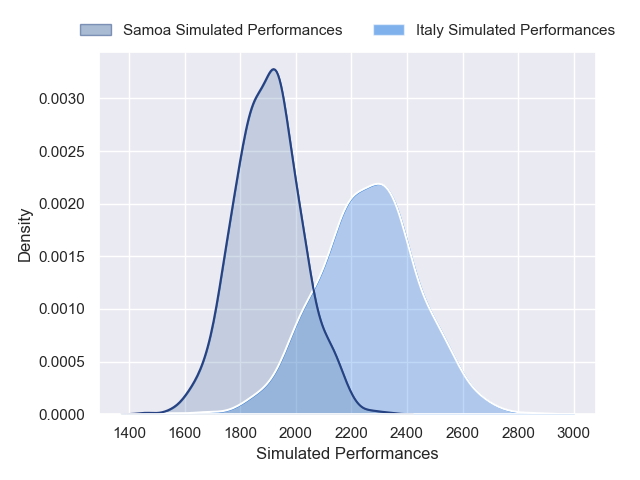 Samoa Simulated Performances Italy Simulated Performances
0.0030
0.0025
0.0020
0.0015
0.0010
0.0005
0.0000
Density
1400 1600 1800 2000 2200 2400 2600 2800 3000
Simulated Performances